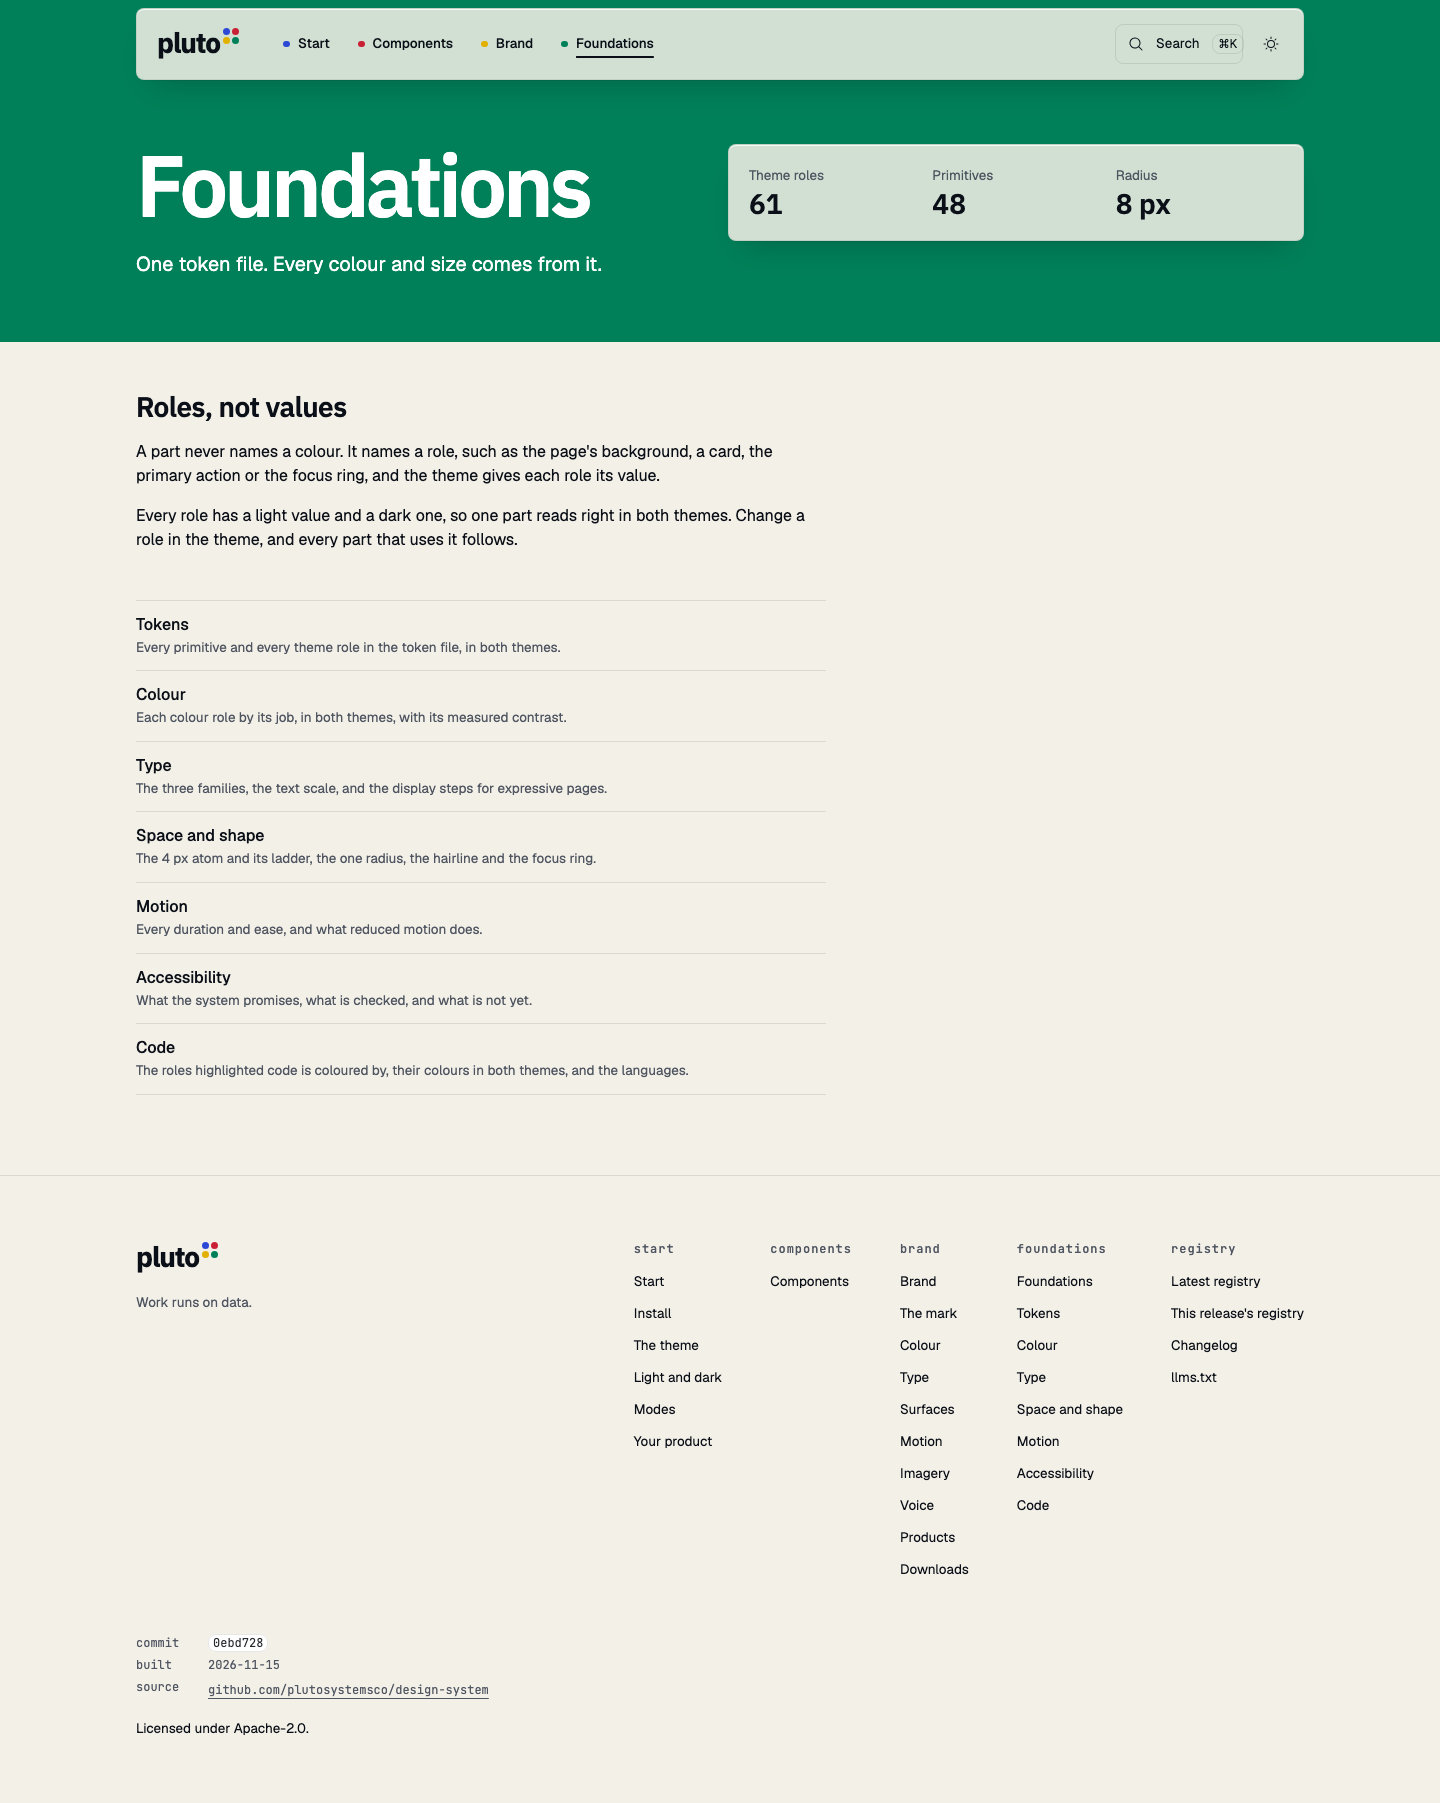 pluto
Start
Components
Brand
Foundations
Search
⌘K
Foundations
One token file. Every colour and size comes from it.
Theme roles
61
Primitives
48
Radius
8 px
Roles, not values
A part never names a colour. It names a role, such as the page's background, a card, the
primary action or the focus ring, and the theme gives each role its value.
Every role has a light value and a dark one, so one part reads right in both themes. Change a
role in the theme, and every part that uses it follows.
Tokens
Every primitive and every theme role in the token file, in both themes.
Colour
Each colour role by its job, in both themes, with its measured contrast.
Type
The three families, the text scale, and the display steps for expressive pages.
Space and shape
The 4 px atom and its ladder, the one radius, the hairline and the focus ring.
Motion
Every duration and ease, and what reduced motion does.
Accessibility
What the system promises, what is checked, and what is not yet.
Code
The roles highlighted code is coloured by, their colours in both themes, and the languages.
pluto
Work runs on data.
start
Start
Install
The theme
Light and dark
Modes
Your product
components
Components
brand
Brand
The mark
Colour
Type
Surfaces
Motion
Imagery
Voice
Products
Downloads
foundations
Foundations
Tokens
Colour
Type
Space and shape
Motion
Accessibility
Code
registry
Latest registry
This release's registry
Changelog
llms.txt
commit 0ebd728
built 2026-11-15
source github.com/plutosystemsco/design-system
Licensed under Apache-2.0.